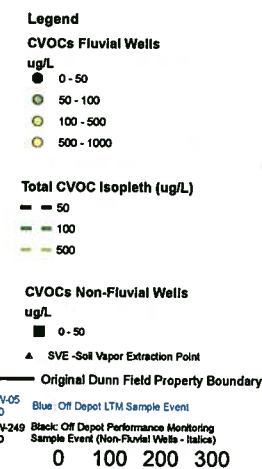 Legend
CVOCs Fluvial Wells
ug/L
0 - 50
50 - 100
100 - 500
500 - 1000
Total CVOC Isopleth (ug/L)
50
100
500
CVOCs Non-Fluvial Wells
ug/L
0 - 50
SVE -Soil Vapor Extraction Point
Original Dunn Field Property Boundary
Blue: Off Depot LTM Sample Event
Black: Off Depot Performance Monitoring
Sample Event (Non-Fluvial Wells - Italics)
0 100 200 300